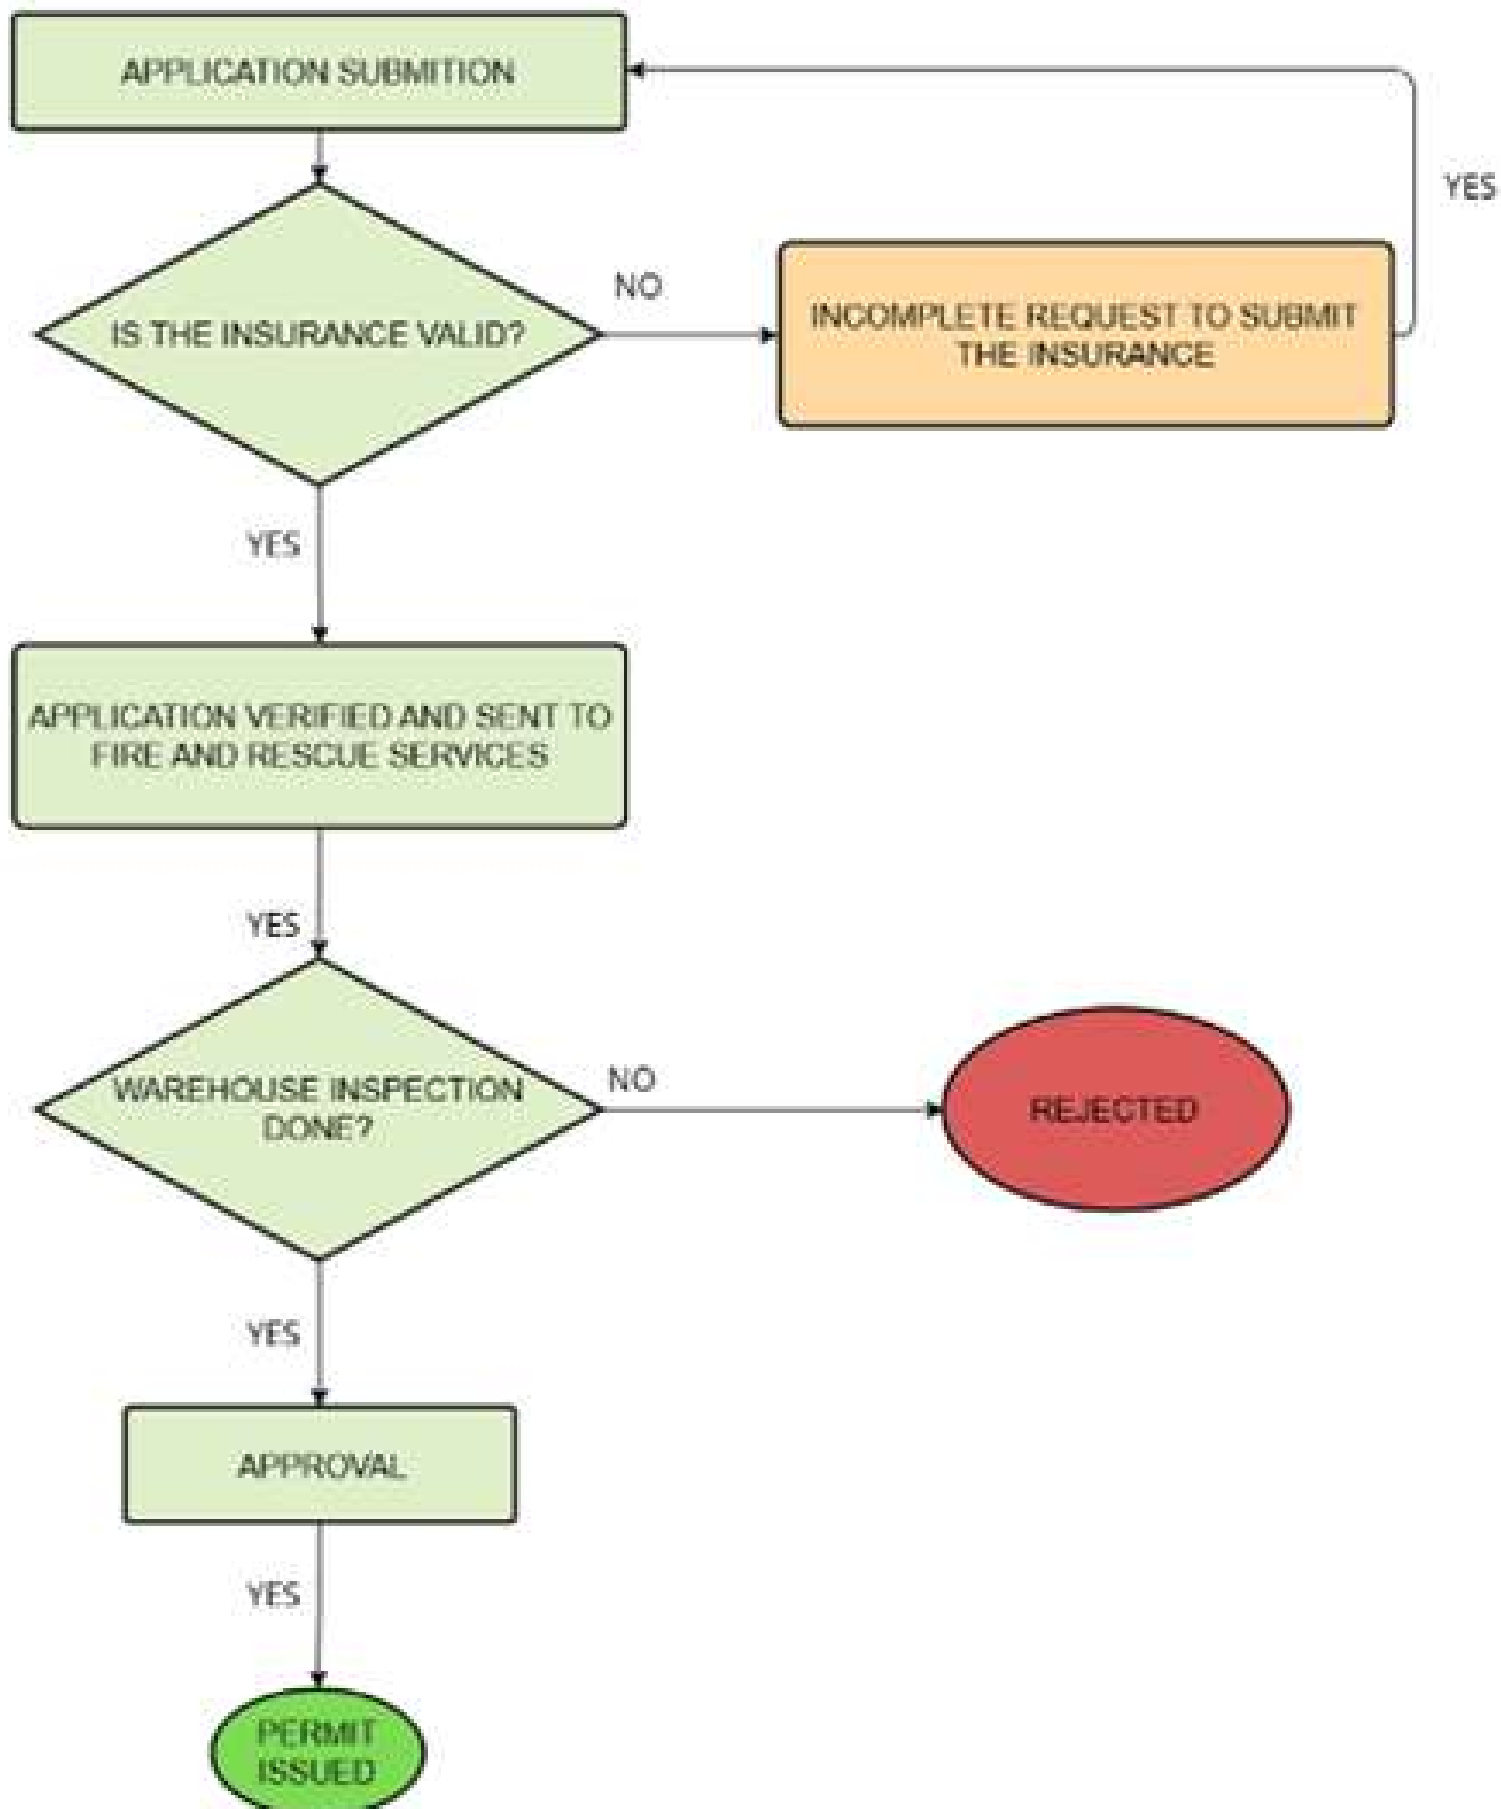 APPLICATION SUBMITION
YES
NO
IS THE INSURANCE VALID?
INCOMPLETE REQUEST TO SUBMIT
THE INSURANCE
YES
APPLICATION VERIFIED AND SENT TO
FIRE AND RESCUE SERVICES
YES
WAREHOUSE INSPECTION
DONE?
NO
REJECTED
YES
APPROVAL
YES
PERMIT
ISSUED